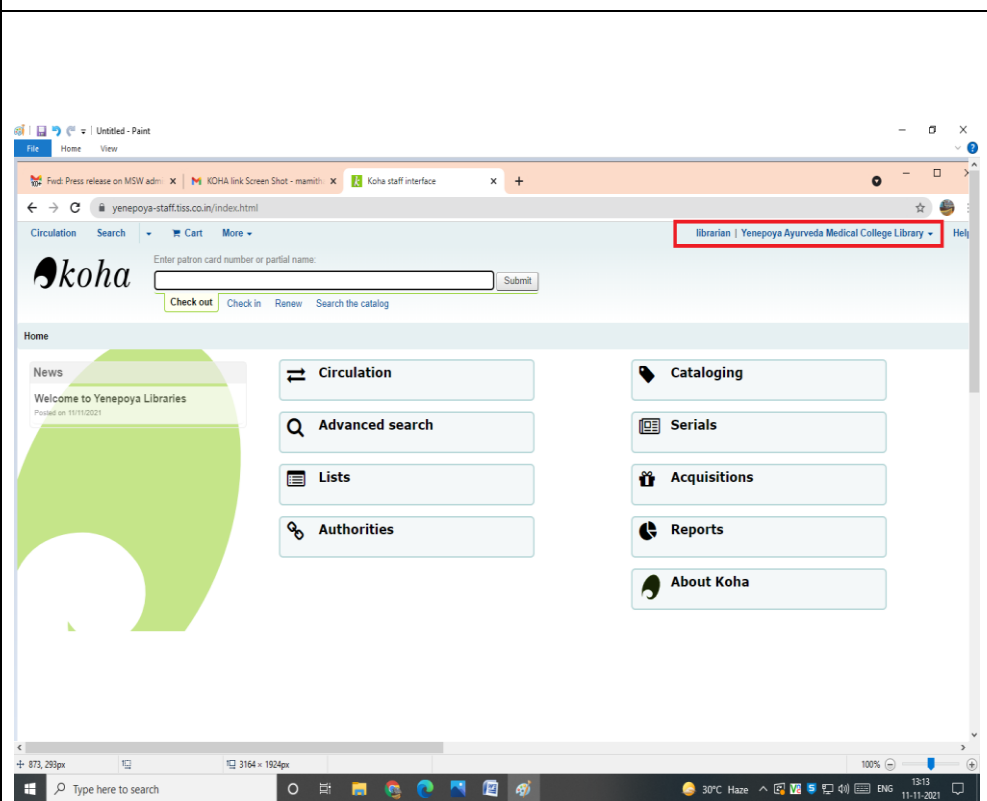 Untitled - Paint
File Home View
Fwd: Press release on MSW admi KOHA link Screen Shot - mamith Koha staff interface
yenepoya-staff.tiss.co.in/index.html
Circulation Search Cart More librarian | Yenepoya Ayurveda Medical College Library Help
koha
Enter patron card number or partial name:
Submit
Check out Check in Renew Search the catalog
Home
News
Welcome to Yenepoya Libraries
Posted on 11/11/2021
Circulation
Advanced search
Lists
Authorities
Cataloging
Serials
Acquisitions
Reports
About Koha
873, 293px 3164 × 1924px 100%
Type here to search 30°C Haze ENG 13:13
11-11-2021